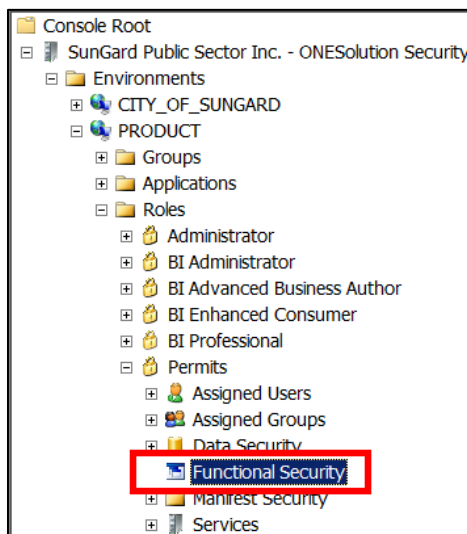 Console Root
SunGard Public Sector Inc. - ONESolution Security
Environments
CITY_OF_SUNGARD
PRODUCT
Groups
Applications
Roles
Administrator
BI Administrator
BI Advanced Business Author
BI Enhanced Consumer
BI Professional
Permits
Assigned Users
Assigned Groups
Data Security
Functional Security
Manifest Security
Services